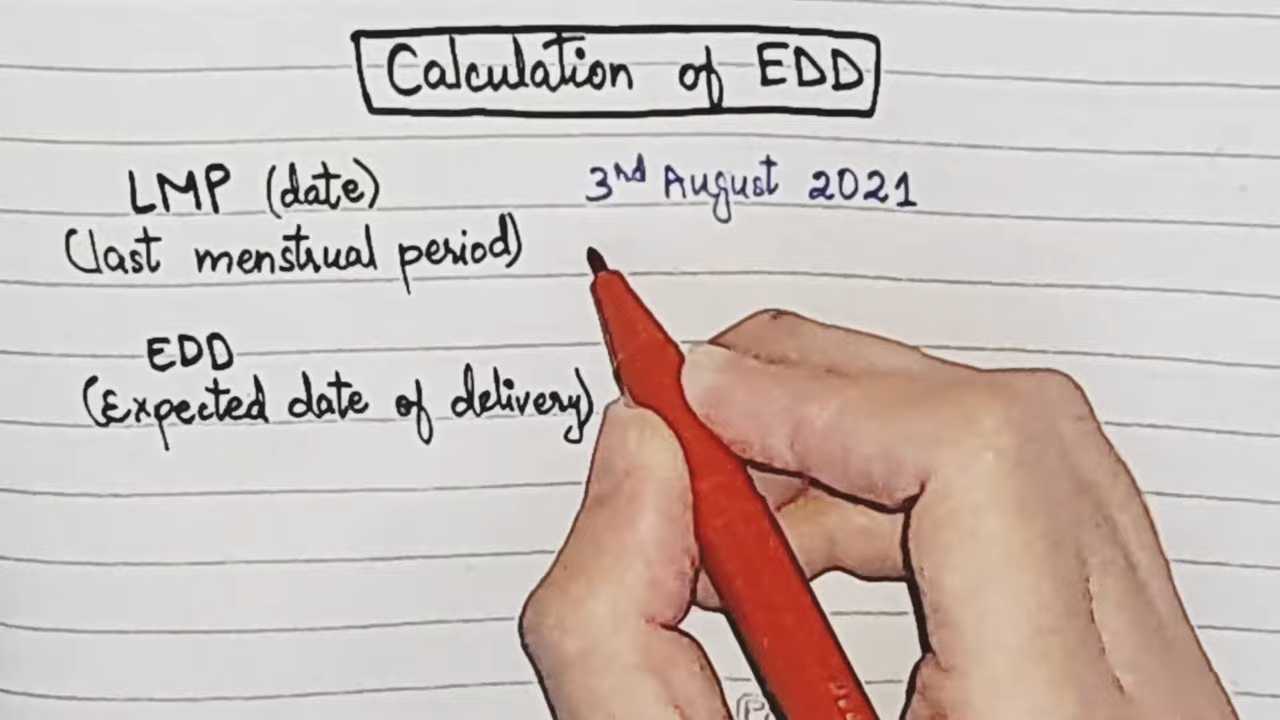 Calculation of EDD
LMP (date) 3rd August 2021
(last menstrual period)
EDD
(Expected date of delivery)